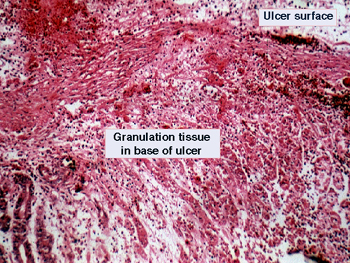 Ulcer surface
Granulation tissue
in base of ulcer